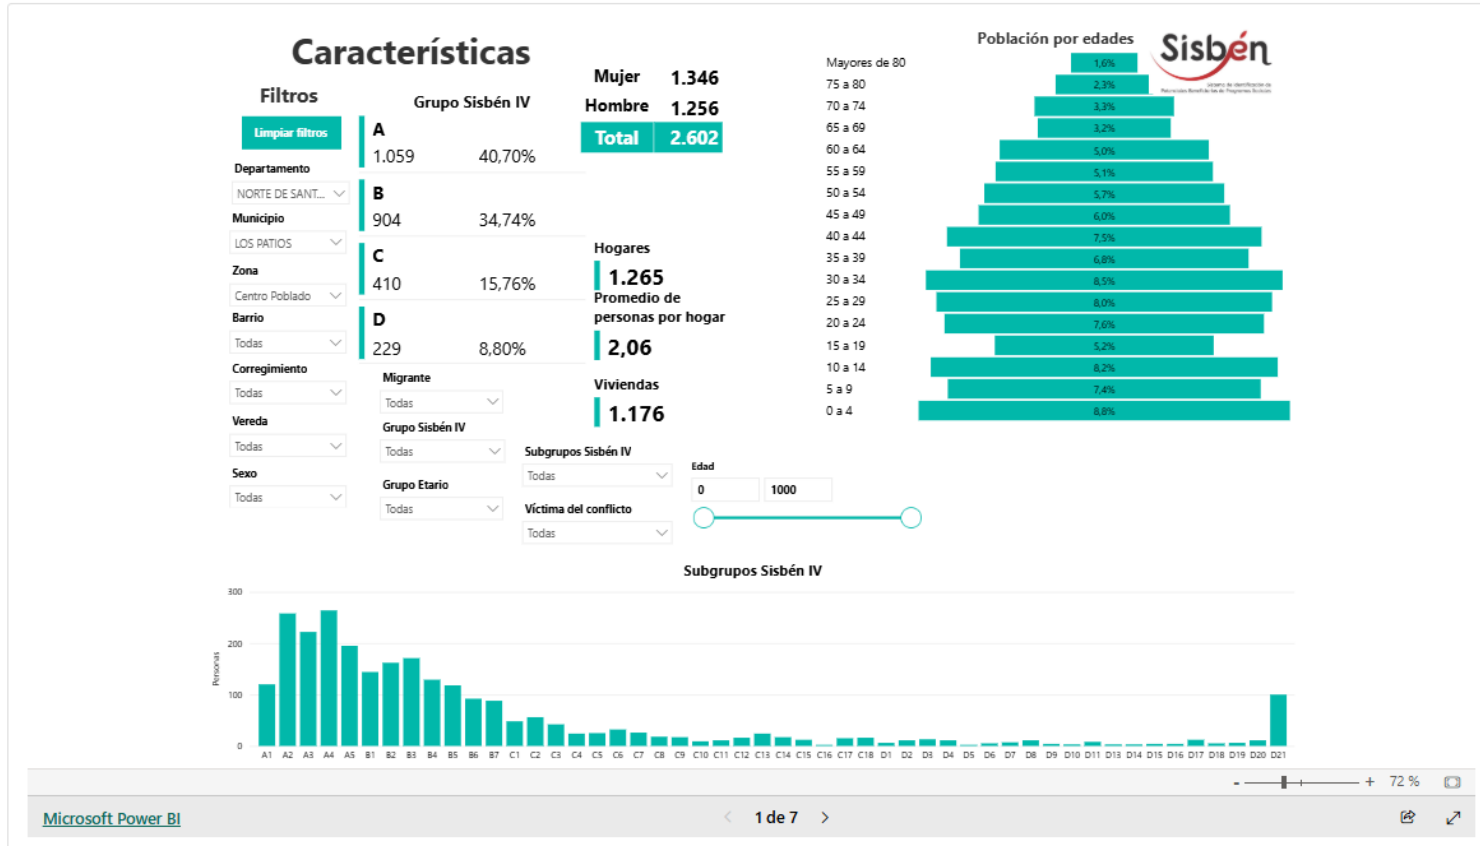 Características
Filtros
Limpiar filtros
Departamento
NORTE DE SANT...
Municipio
LOS PATIOS
Zona
Centro Poblado
Barrio
Todas
Corregimiento
Todas
Vereda
Todas
Sexo
Todas
Grupo Sisbén IV
A
1.059 40,70%
B
904 34,74%
C
410 15,76%
D
229 8,80%
Migrante
Todas
Grupo Sisbén IV
Todas
Grupo Etario
Todas
Mujer 1.346
Hombre 1.256
Total 2.602
Hogares
1.265
Promedio de
personas por hogar
2,06
Viviendas
1.176
Subgrupos Sisbén IV
Todas
Víctima del conflicto
Todas
Edad
0 1000
Población por edades
Sisbén
Sistema de Identificación de
Potenciales Beneficiarios de Programas Sociales
Mayores de 80 1,6%
75 a 80 2,3%
70 a 74 3,3%
65 a 69 3,2%
60 a 64 5,0%
55 a 59 5,1%
50 a 54 5,7%
45 a 49 6,0%
40 a 44 7,5%
35 a 39 6,8%
30 a 34 8,5%
25 a 29 8,0%
20 a 24 7,6%
15 a 19 5,2%
10 a 14 8,2%
5 a 9 7,4%
0 a 4 8,8%
Subgrupos Sisbén IV
Personas
300
200
100
0
A1 A2 A3 A4 A5 B1 B2 B3 B4 B5 B6 B7 C1 C2 C3 C4 C5 C6 C7 C8 C9 C10 C11 C12 C13 C14 C15 C16 C17 C18 D1 D2 D3 D4 D5 D6 D7 D8 D9 D10 D11 D13 D14 D15 D16 D17 D18 D19 D20 D21
- + 72 %
Microsoft Power BI
1 de 7